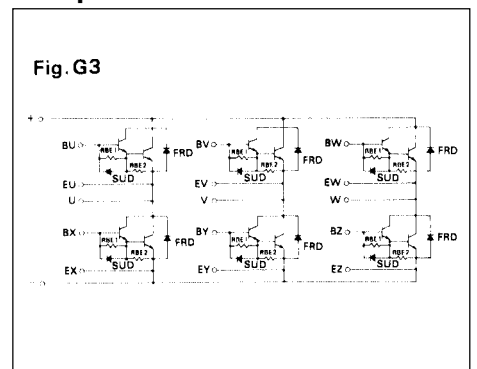 Fig.G3
+
BU RBE1 RBE2 FRD BV RBE1 RBE2 FRD BW RBE1 RBE2 FRD
SUD SUD SUD
EU EV EW
U V W
BX RBE1 RBE2 FRD BY RBE1 RBE2 FRD BZ RBE1 RBE2 FRD
SUD SUD SUD
EX EY EZ
-